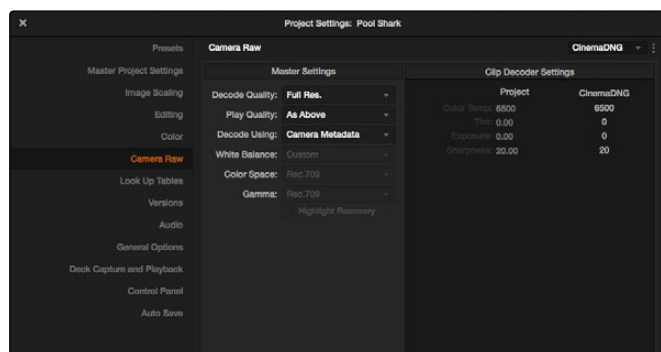 Project Settings: Pool Shark
Presets
Master Project Settings
Image Scaling
Editing
Color
Camera Raw
Look Up Tables
Versions
Audio
General Options
Deck Capture and Playback
Control Panel
Auto Save
Camera Raw
CinemaDNG
Master Settings
Decode Quality: Full Res.
Play Quality: As Above
Decode Using: Camera Metadata
White Balance: Custom
Color Space: Rec.709
Gamma: Rec.709
Highlight Recovery
Clip Decoder Settings
Project CinemaDNG
Color Temp: 6500 6500
Tint: 0.00 0
Exposure: 0.00 0
Sharpness: 20.00 20